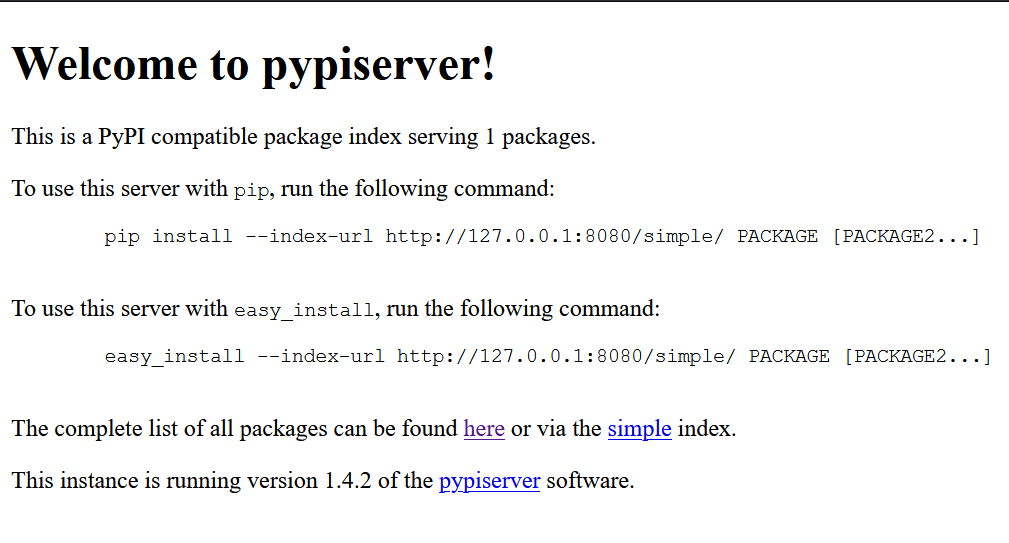 Welcome to pypiserver!
This is a PyPI compatible package index serving 1 packages.
To use this server with pip, run the following command:
pip install --index-url http://127.0.0.1:8080/simple/ PACKAGE [PACKAGE2...]
To use this server with easy_install, run the following command:
easy_install --index-url http://127.0.0.1:8080/simple/ PACKAGE [PACKAGE2...]
The complete list of all packages can be found here or via the simple index.
This instance is running version 1.4.2 of the pypiserver software.